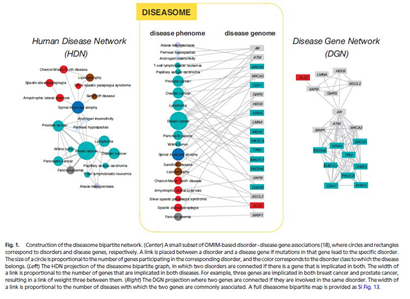 DISEASOME
Human Disease Network
(HDN)
disease phenome
disease genome
Disease Gene Network
(DGN)
Ataxia-telangiectasia
Perineal hypospadias
Androgen insensitivity
T-cell lymphoblastic leukemia
Papillary serous carcinoma
Prostate cancer
Ovarian cancer
Lymphoma
Breast cancer
Pancreatic cancer
Wilms tumor
Spinal muscular atrophy
Sandhoff disease
Lipodystrophy
Charcot-Marie-Tooth disease
Amyotrophic lateral sclerosis
Silver spastic paraplegia syndrome
Spastic ataxia/paraplegia
Fanconi anemia
AR
ATM
BRCA1
BRCA2
CDH1
GARS
HEXB
KRAS
LMNA
MSH2
PIK3CA
TP53
MAD1L1
RAD54L
VAPB
CHEK2
BSCL2
ALS2
BRIP1
Fig. 1. Construction of the diseasome bipartite network. (Center) A small subset of OMIM-based disorder–disease gene associations (18), where circles and rectangles
correspond to disorders and disease genes, respectively. A link is placed between a disorder and a disease gene if mutations in that gene lead to the specific disorder.
The size of a circle is proportional to the number of genes participating in the corresponding disorder, and the color corresponds to the disorder class to which the disease
belongs. (Left) The HDN projection of the diseasome bipartite graph, in which two disorders are connected if there is a gene that is implicated in both. The width of
a link is proportional to the number of genes that are implicated in both diseases. For example, three genes are implicated in both breast cancer and prostate cancer,
resulting in a link of weight three between them. (Right) The DGN projection where two genes are connected if they are involved in the same disorder. The width of
a link is proportional to the number of diseases with which the two genes are commonly associated. A full diseasome bipartite map is provided as SI Fig. 13.